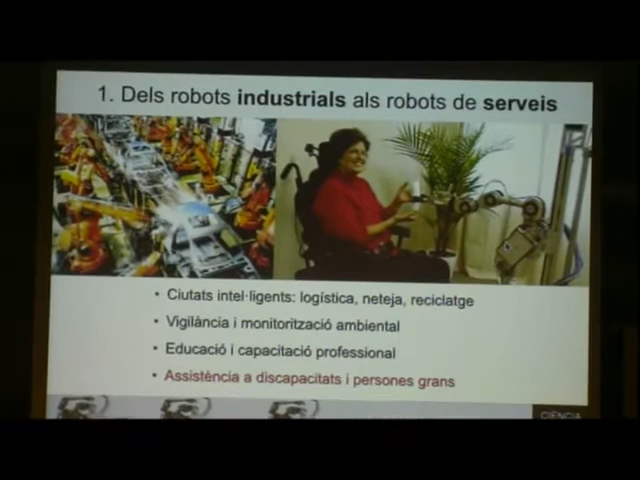 1. Dels robots industrials als robots de serveis
• Ciutats intel·ligents: logística, neteja, reciclatge
• Vigilància i monitorització ambiental
• Educació i capacitació professional
• Assistència a discapacitats i persones grans
CIÈNCIA